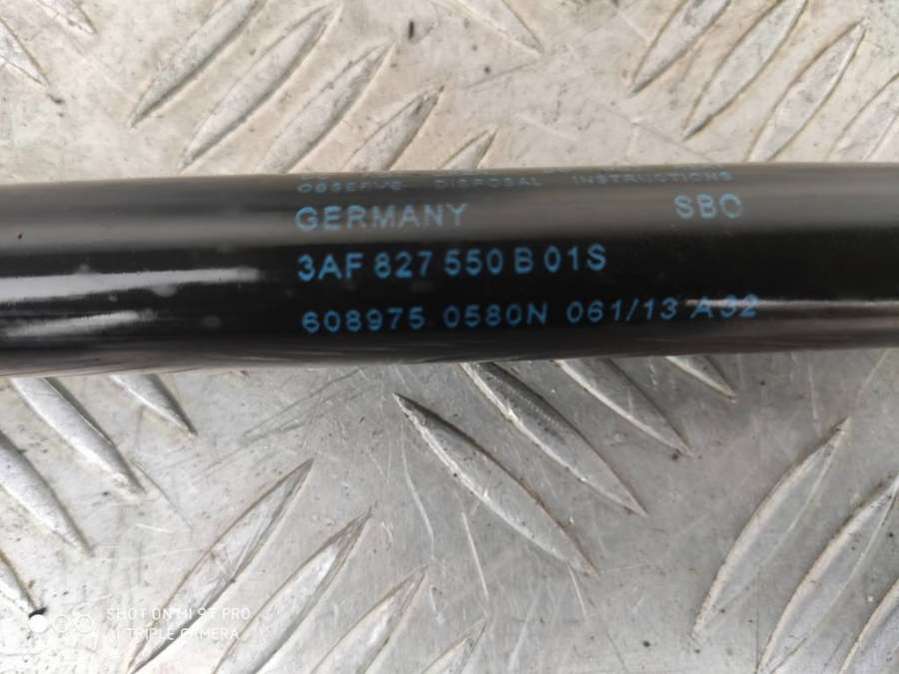 OBSERVE DISPOSAL INSTRUCTIONS
GERMANY SBO
3AF 827 550 B 01S
608975 0580N 061/13 A32
SHOT ON MI 9T PRO
AI TRIPLE CAMERA